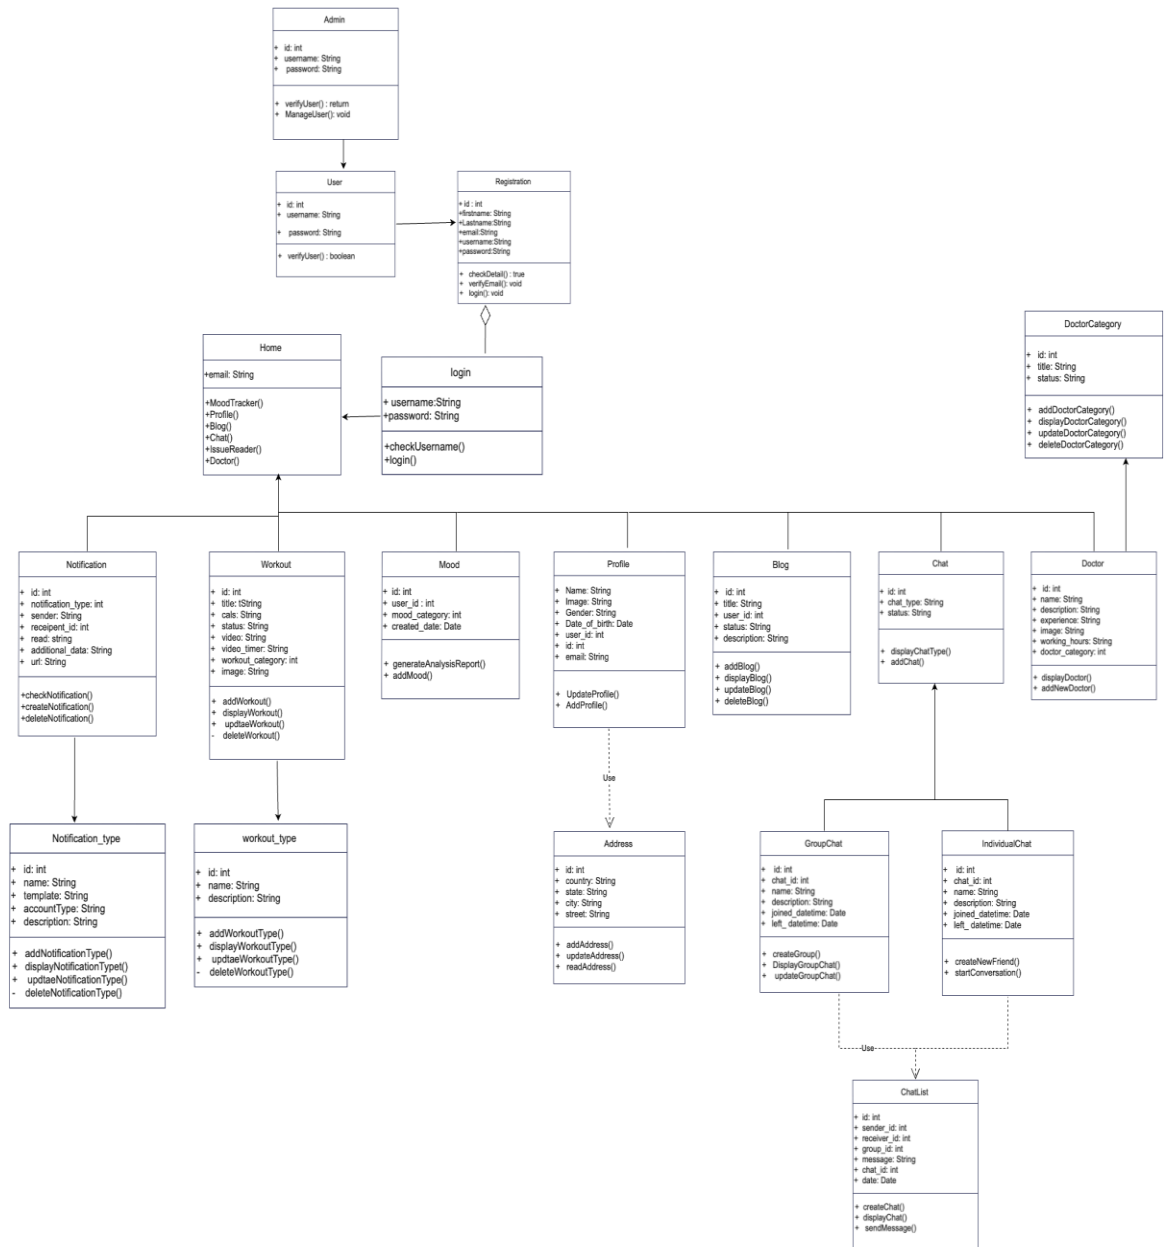 Admin
+ id: int
+ username: String
+ password: String
+ verifyUser() : return
+ ManageUser(): void
User
+ id: int
+ username: String
+ password: String
+ verifyUser() : boolean
Registration
+ id : int
+firstname: String
+Lastname:String
+email:String
+username:String
+password:String
+ checkDetail() : true
+ verifyEmail(): void
+ login(): void
Home
+email: String
+MoodTracker()
+Profile()
+Blog()
+Chat()
+IssueReader()
+Doctor()
login
+ username:String
+password: String
+checkUsername()
+login()
DoctorCategory
+ id: int
+ title: String
+ status: String
+ addDoctorCategory()
+ displayDoctorCategory()
+ updateDoctorCategory()
+ deleteDoctorCategory()
Notification
+ id: int
+ notification_type: int
+ sender: String
+ receipent_id: int
+ read: string
+ additional_data: String
+ url: String
+checkNotification()
+createNotification()
+deleteNotification()
Workout
+ id: int
+ title: tString
+ cals: String
+ status: String
+ video: String
+ video_timer: String
+ workout_category: int
+ image: String
+ addWorkout()
+ displayWorkout()
+ updtaeWorkout()
- deleteWorkout()
Mood
+ id: int
+ user_id : int
+ mood_category: int
+ created_date: Date
+ generateAnalysisReport()
+ addMood()
Profile
+ Name: String
+ Image: String
+ Gender: String
+ Date_of_birth: Date
+ user_id: int
+ id: int
+ email: String
+ UpdateProfile()
+ AddProfile()
Blog
+ id: int
+ title: String
+ user_id: int
+ status: String
+ description: String
+ addBlog()
+ displayBlog()
+ updateBlog()
+ deleteBlog()
Chat
+ id: int
+ chat_type: String
+ status: String
+ displayChatType()
+ addChat()
Doctor
+ id: int
+ name: String
+ description: String
+ experience: String
+ image: String
+ working_hours: String
+ doctor_category: int
+ displayDoctor()
+ addNewDoctor()
Use
Notification_type
+ id: int
+ name: String
+ template: String
+ accountType: String
+ description: String
+ addNotificationType()
+ displayNotificationTypet()
+ updtaeNotificationType()
- deleteNotificationType()
workout_type
+ id: int
+ name: String
+ description: String
+ addWorkoutType()
+ displayWorkoutType()
+ updtaeWorkoutType()
- deleteWorkoutType()
Address
+ id: int
+ country: String
+ state: String
+ city: String
+ street: String
+ addAddress()
+ updateAddress()
+ readAddress()
GroupChat
+ id: int
+ chat_id: int
+ name: String
+ description: String
+ joined_datetime: Date
+ left_ datetime: Date
+ createGroup()
+ DisplayGroupChat()
+ updateGroupChat()
IndividualChat
+ id: int
+ chat_id: int
+ name: String
+ description: String
+ joined_datetime: Date
+ left_ datetime: Date
+ createNewFriend()
+ startConversation()
Use
ChatList
+ id: int
+ sender_id: int
+ receiver_id: int
+ group_id: int
+ message: String
+ chat_id: int
+ date: Date
+ createChat()
+ displayChat()
+ sendMessage()